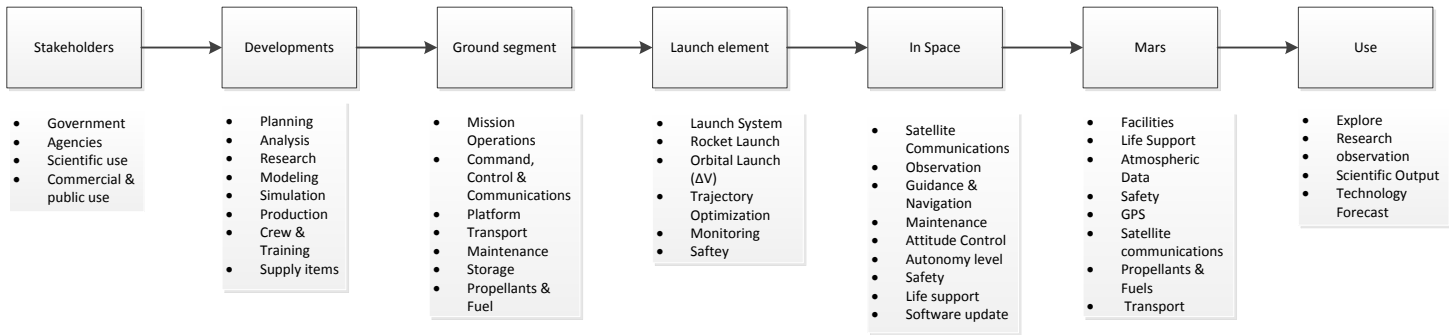 Stakeholders
Developments
Ground segment
Launch element
In Space
Mars
Use
• Government
• Agencies
• Scientific use
• Commercial &
public use
• Planning
• Analysis
• Research
• Modeling
• Simulation
• Production
• Crew &
Training
• Supply items
• Mission
Operations
• Command,
Control &
Communications
• Platform
• Transport
• Maintenance
• Storage
• Propellants &
Fuel
• Launch System
• Rocket Launch
• Orbital Launch
(ΔV)
• Trajectory
Optimization
• Monitoring
• Saftey
• Satellite
Communications
• Observation
• Guidance &
Navigation
• Maintenance
• Attitude Control
• Autonomy level
• Safety
• Life support
• Software update
• Facilities
• Life Support
• Atmospheric
Data
• Safety
• GPS
• Satellite
communications
• Propellants &
Fuels
• Transport
• Explore
• Research
• observation
• Scientific Output
• Technology
Forecast